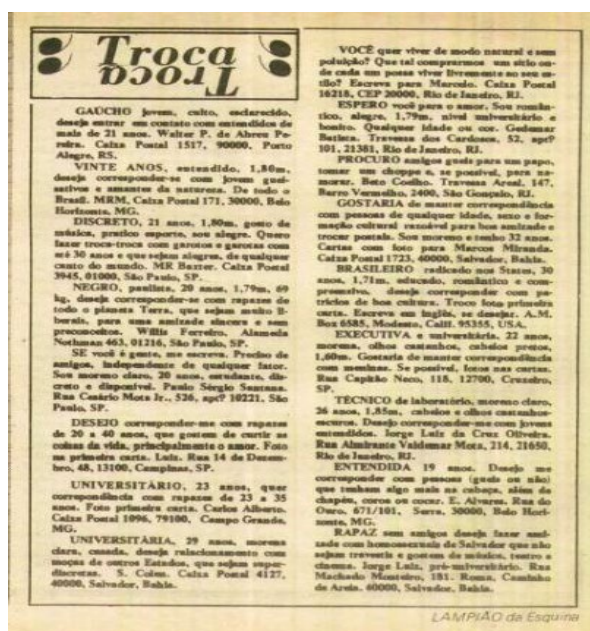 Troca
Troca
GAÚCHO jovem, culto, esclarecido,
deseja entrar em contato com entendidos de
mais de 21 anos. Walter P. de Abreu Pe-
reira. Caixa Postal 1517, 90000, Porto
Alegre, RS.
VINTE ANOS, entendido, 1,80m,
deseja corresponder-se com jovens guei-
sativos e amantes da natureza. De todo o
Brasil. MRM, Caixa Postal 171, 30000, Belo
Horizonte, MG.
DISCRETO, 21 anos, 1,80m, gosto de
música, pratico esporte, sou alegre. Quero
fazer troca-troca com garotos e garotas com
até 30 anos e que sejam alegres, de qualquer
canto do mundo. MR Baxter. Caixa Postal
3945, 01000, São Paulo, SP.
NEGRO, paulista, 20 anos, 1,79m, 69
kg, deseja corresponder-se com rapazes de
todo o planeta Terra, que sejam muito li-
berais, para uma amizade sincera e sem
preconceitos. Willis Ferreira, Alameda
Nothman 463, 01216, São Paulo, SP.
SE você é gente, me escreva. Preciso de
amigos, independente de qualquer fator.
Sou moreno claro, 20 anos, estudante, dis-
creto e disponível. Paulo Sérgio Santana.
Rua Cesário Mota Jr., 526, aptº 10221, São
Paulo, SP.
DESEJO corresponder-me com rapazes
de 20 a 40 anos, que gostem de curtir as
coisas da vida, principalmente o amor. Foto
na primeira carta. Luiz. Rua 14 de Dezem-
bro, 48, 13100, Campinas, SP.
UNIVERSITÁRIO, 23 anos, quer
correspondência com rapazes de 23 a 35
anos. Foto primeira carta. Carlos Alberto.
Caixa Postal 1096, 79100, Campo Grande,
MG.
UNIVERSITÁRIA, 29 anos, morena
clara, casada, deseja relacionamento com
moças de outros Estados, que sejam super-
discretas. S. Coles. Caixa Postal 4127,
40000, Salvador, Bahia.
VOCÊ quer viver de modo natural e sem
poluição? Que tal comprarmos um sítio on-
de cada um possa viver livremente ao seu es-
tilo? Escreva para Marcelo. Caixa Postal
16218, CEP 20000, Rio de Janeiro, RJ.
ESPERO você para o amor. Sou român-
tico, alegre, 1,79m, nível universitário e
bonito. Qualquer idade ou cor. Gedemar
Batista. Travessa dos Cardosos, 52, aptº
101, 21381, Rio de Janeiro, RJ.
PROCURO amigos gueis para um papo,
tomar um choppe e, se possível, para na-
morar. Beto Coelho. Travessa Areal, 147,
Barro Vermelho, 2400, São Gonçalo, RJ.
GOSTARIA de manter correspondência
com pessoas de qualquer idade, sexo e for-
mação cultural razoável para boa amizade e
trocar postais. Sou moreno e tenho 32 anos.
Cartas com foto para Marcos Miranda.
Caixa Postal 1723, 40000, Salvador, Bahia.
BRASILEIRO radicado nos States, 30
anos, 1,71m, educado, romântico e com-
preensivo, deseja corresponder com pa-
trícios de boa cultura. Troco foto primeira
carta. Escreva em inglês, se desejar. A.M.
Box 6585, Modesto, Calif. 95355, USA.
EXECUTIVA e universitária, 22 anos,
morena, olhos castanhos, cabelos pretos,
1,60m. Gostaria de manter correspondência
com meninas. Se possível, fotos nas cartas.
Rua Capitão Neco, 118, 12700, Cruzeiro,
SP.
TÉCNICO de laboratório, moreno claro,
26 anos, 1,85m, cabelos e olhos castanhos-
escuros. Desejo corresponder-me com jovens
entendidos. Jorge Luiz da Cruz Oliveira.
Rua Almirante Valdemar Mota, 214, 21650,
Rio de Janeiro, RJ.
ENTENDIDA 19 anos. Desejo me
corresponder com pessoas (gueis ou não)
que tenham algo mais na cabeça, além de
chapéu, coros ou cocar. E. Alvares. Rua do
Ouro, 671/101, Serra, 30000, Belo Hori-
zonte, MG.
RAPAZ sem amigos deseja fazer ami-
zade com homossexuais de Salvador que não
sejam travestis e gostem de música, teatro e
cinema. Jorge Luiz, pré-universitário. Rua
Machado Monteiro, 181. Roma, Caminho
de Areia. 40000, Salvador, Bahia.
LAMPIÃO da Esquina